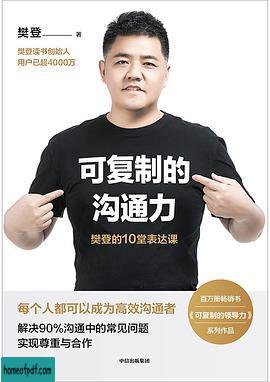 樊登 著
樊登读书创始人
用户已超4000万
可复制的
沟通力
樊登的10堂表达课
每个人都可以成为高效沟通者
解决90%沟通中的常见问题
实现尊重与合作
百万册畅销书
《可复制的领导力》
系列作品
中信出版集团
homeofpdf.com